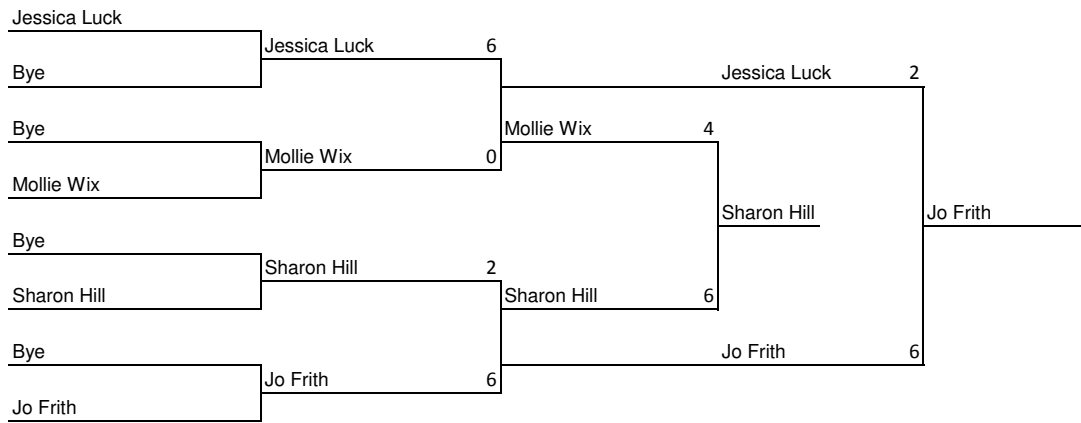 Jessica Luck
Jessica Luck 6
Bye
Jessica Luck 2
Bye
Mollie Wix 4
Mollie Wix 0
Mollie Wix
Sharon Hill
Jo Frith
Bye
Sharon Hill 2
Sharon Hill
Sharon Hill 6
Bye
Jo Frith 6
Jo Frith 6
Jo Frith